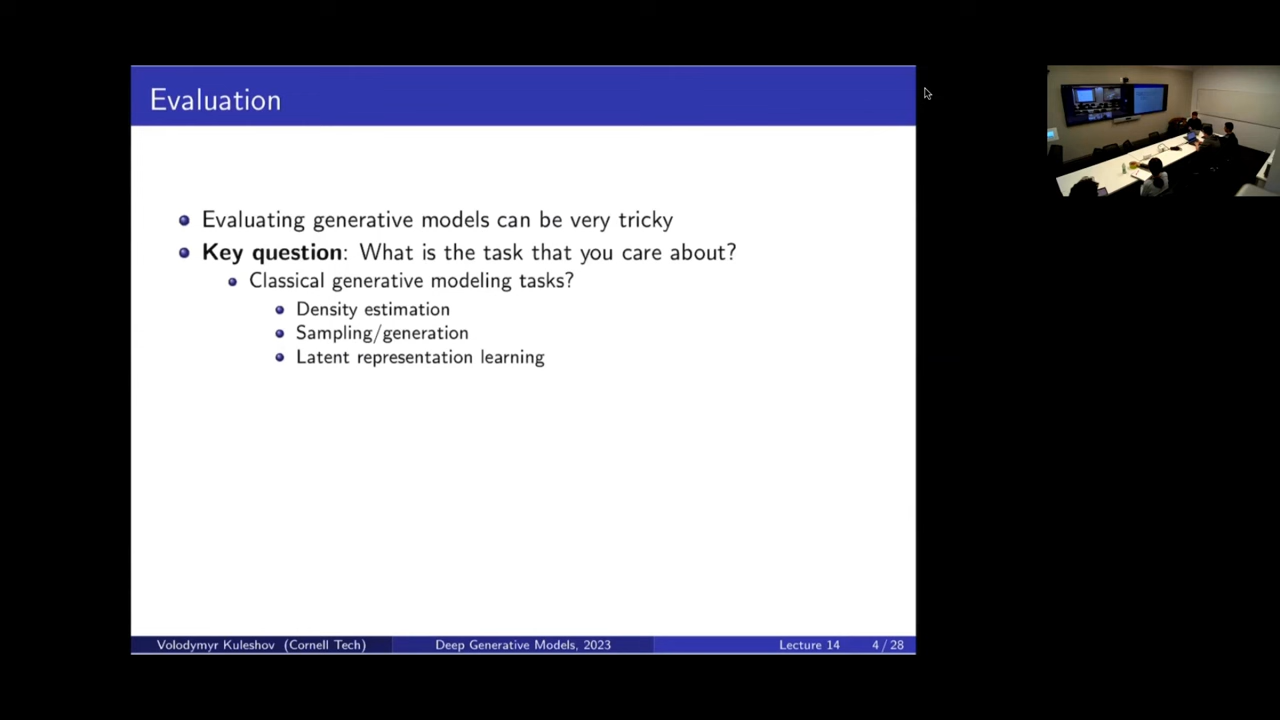 Evaluation
Evaluating generative models can be very tricky
Key question: What is the task that you care about?
Classical generative modeling tasks?
Density estimation
Sampling/generation
Latent representation learning
Volodymyr Kuleshov (Cornell Tech) Deep Generative Models, 2023 Lecture 14 4 / 28